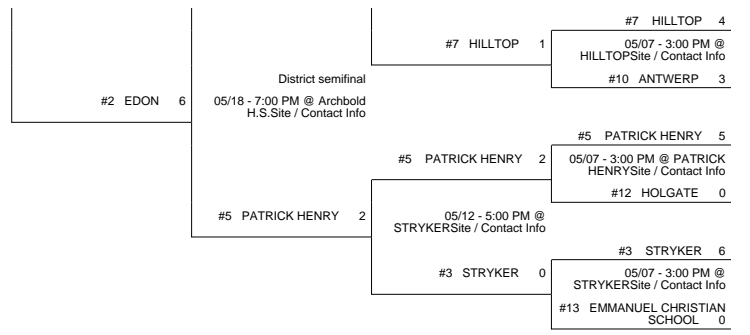 #7 HILLTOP 4
#7 HILLTOP 1
05/07 - 3:00 PM @
HILLTOPSite / Contact Info
District semifinal
#10 ANTWERP 3
#2 EDON 6
05/18 - 7:00 PM @ Archbold
H.S.Site / Contact Info
#5 PATRICK HENRY 5
#5 PATRICK HENRY 2
05/07 - 3:00 PM @ PATRICK
HENRYSite / Contact Info
#12 HOLGATE 0
#5 PATRICK HENRY 2
05/12 - 5:00 PM @
STRYKERSite / Contact Info
#3 STRYKER 6
#3 STRYKER 0
05/07 - 3:00 PM @
STRYKERSite / Contact Info
#13 EMMANUEL CHRISTIAN
SCHOOL 0